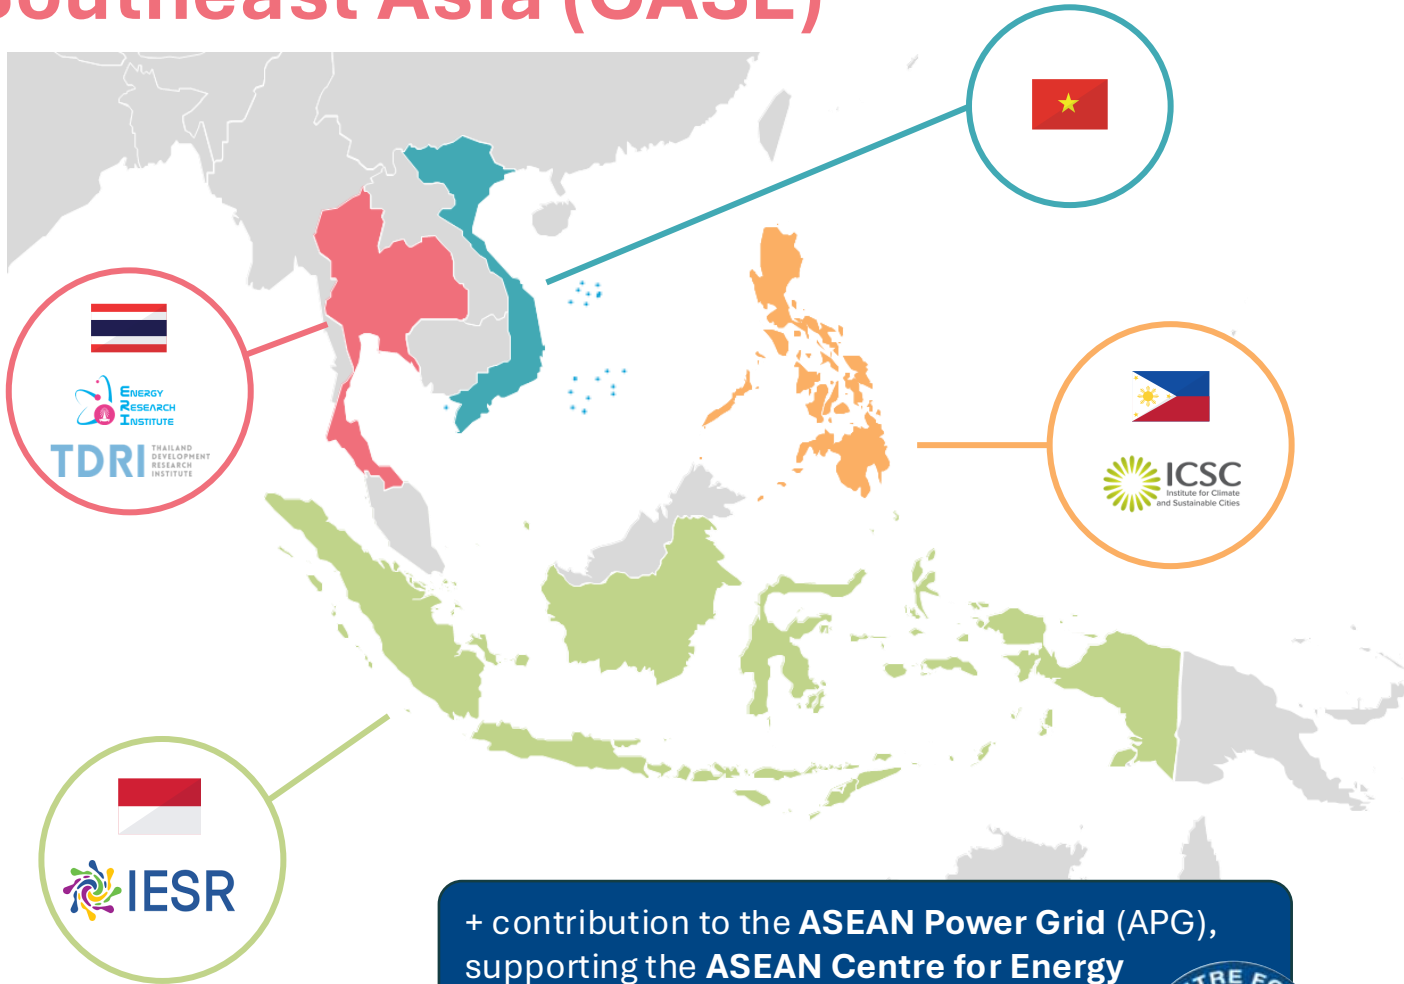 Southeast Asia (CASE)
ENERGY
RESEARCH
INSTITUTE
TDRI THAILAND
DEVELOPMENT
RESEARCH
INSTITUTE
ICSC
Institute for Climate
and Sustainable Cities
IESR
+ contribution to the ASEAN Power Grid (APG),
supporting the ASEAN Centre for Energy